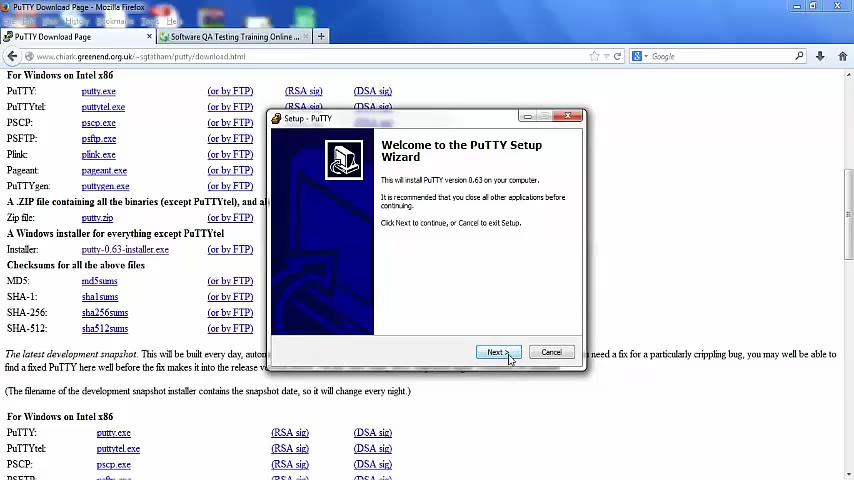 PuTTY Download Page - Mozilla Firefox
File Edit View History Bookmarks Tools Help
PuTTY Download Page × Software QA Testing Training Online ... × +
www.chiark.greenend.org.uk/~sgtatham/putty/download.html Google
For Windows on Intel x86
PuTTY: putty.exe (or by FTP) (RSA sig) (DSA sig)
PuTTYtel: puttytel.exe (or by FTP) (RSA sig) (DSA sig)
PSCP: pscp.exe (or by FTP)
PSFTP: psftp.exe (or by FTP)
Plink: plink.exe (or by FTP)
Pageant: pageant.exe (or by FTP)
PuTTYgen: puttygen.exe (or by FTP)
A .ZIP file containing all the binaries (except PuTTYtel), and al
Zip file: putty.zip (or by FTP)
A Windows installer for everything except PuTTYtel
Installer: putty-0.63-installer.exe (or by FTP)
Checksums for all the above files
MD5: md5sums (or by FTP)
SHA-1: sha1sums (or by FTP)
SHA-256: sha256sums (or by FTP)
SHA-512: sha512sums (or by FTP)
Setup - PuTTY
Welcome to the PuTTY Setup
Wizard
This will install PuTTY version 0.63 on your computer.
It is recommended that you close all other applications before
continuing.
Click Next to continue, or Cancel to exit Setup.
Next > Cancel
The latest development snapshot. This will be built every day, auton need a fix for a particularly crippling bug, you may well be able to
find a fixed PuTTY here well before the fix makes it into the release ve
(The filename of the development snapshot installer contains the snapshot date, so it will change every night.)
For Windows on Intel x86
PuTTY: putty.exe (RSA sig) (DSA sig)
PuTTYtel: puttytel.exe (RSA sig) (DSA sig)
PSCP: pscp.exe (RSA sig) (DSA sig)